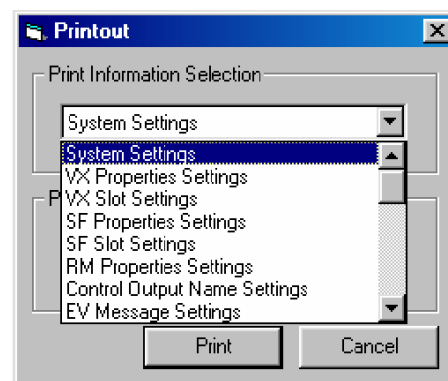 Printout
Print Information Selection
System Settings
System Settings
VX Properties Settings
VX Slot Settings
SF Properties Settings
SF Slot Settings
RM Properties Settings
Control Output Name Settings
EV Message Settings
P
Print
Cancel